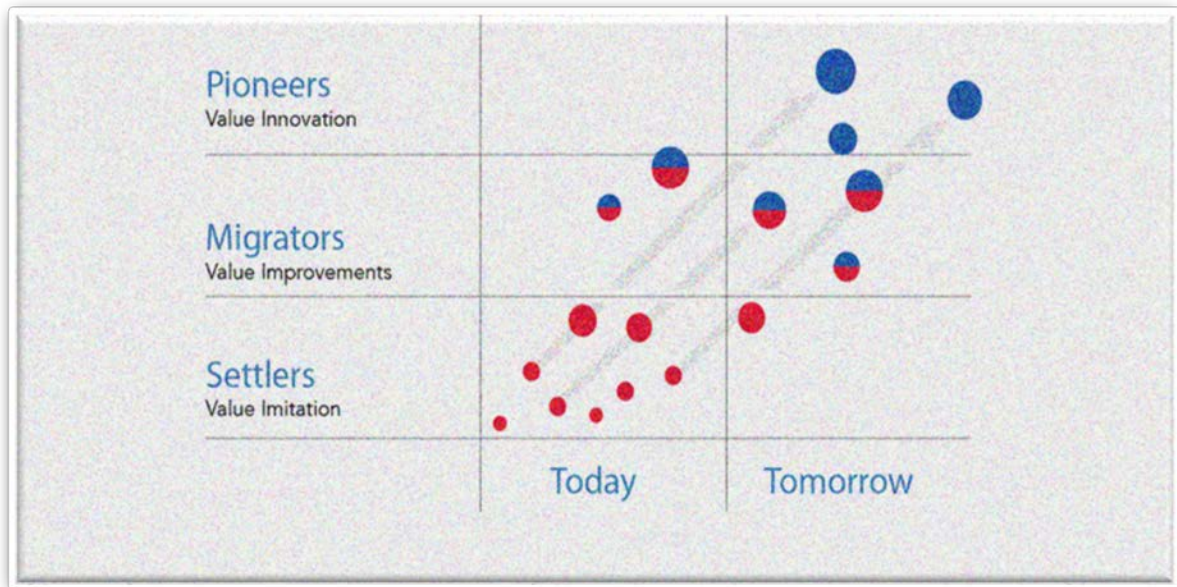 Pioneers
Value Innovation
Migrators
Value Improvements
Settlers
Value Imitation
Today
Tomorrow